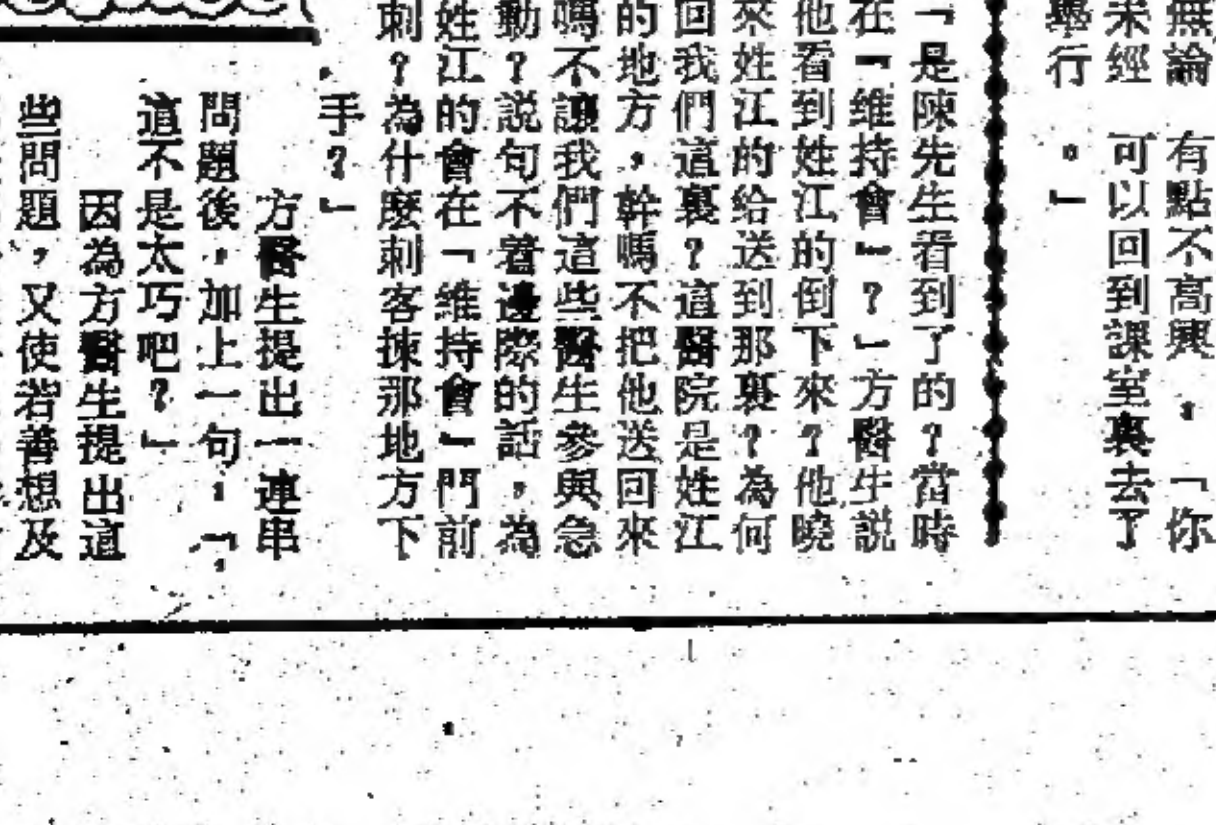 無論　有點不高興，「你
未經　可以回到課室裏去了
舉行　。」
「是陳先生看到了的？當時
在「維持會」？」方醫生説
他看到姓江的倒下來？他曉
來姓江的給送到那裏？為何
回我們這裏？這醫院是姓江
的地方，幹嗎不把他送回來
嗎不讓我們這些醫生參與急
動？説句不着邊際的話，為
姓江的會在「維持會」門前
刺？為什麼刺客揀那地方下
手？」
方醫生提出一連串
問題後，加上一句：「
這不是太巧吧？」
因為方醫生提出這
些問題，又使若善想及